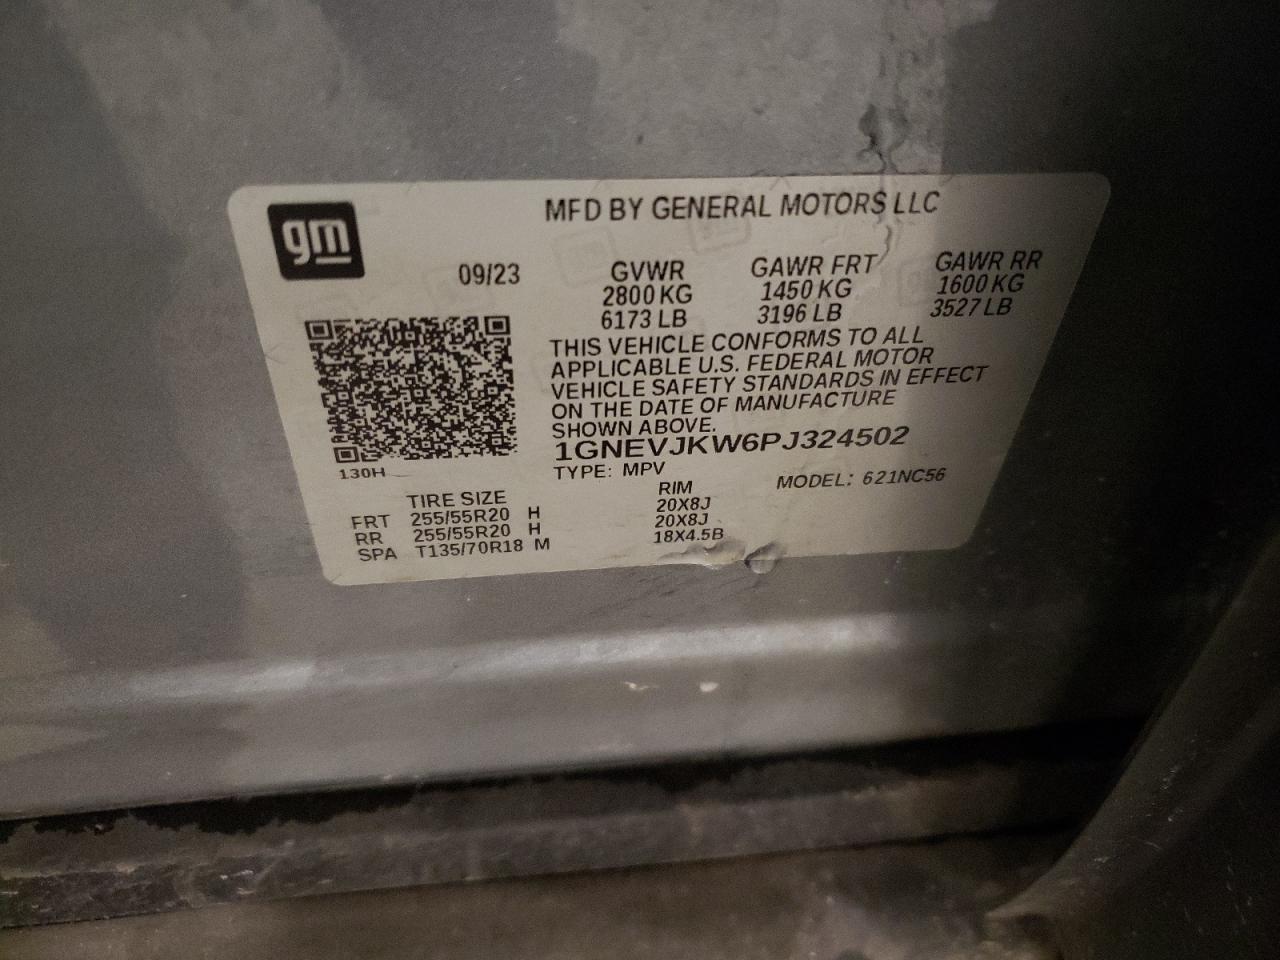 gm
MFD BY GENERAL MOTORS LLC
09/23
GVWR GAWR FRT GAWR RR
2800 KG 1450 KG 1600 KG
6173 LB 3196 LB 3527 LB
THIS VEHICLE CONFORMS TO ALL
APPLICABLE U.S. FEDERAL MOTOR
VEHICLE SAFETY STANDARDS IN EFFECT
ON THE DATE OF MANUFACTURE
SHOWN ABOVE.
1GNEVJKW6PJ324502
130H
TYPE: MPV MODEL: 621NC56
TIRE SIZE RIM
FRT 255/55R20 H 20X8J
RR 255/55R20 H 20X8J
SPA T135/70R18 M 18X4.5B